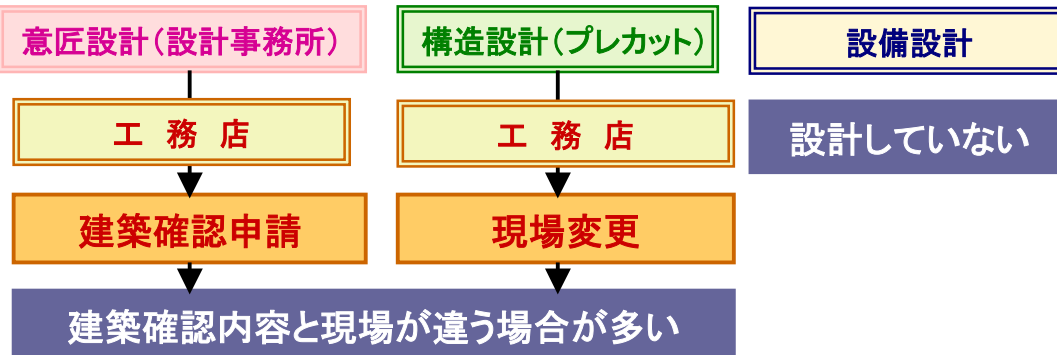 意匠設計（設計事務所）
構造設計（プレカット）
設備設計
工　務　店
工　務　店
設計していない
建築確認申請
現場変更
建築確認内容と現場が違う場合が多い